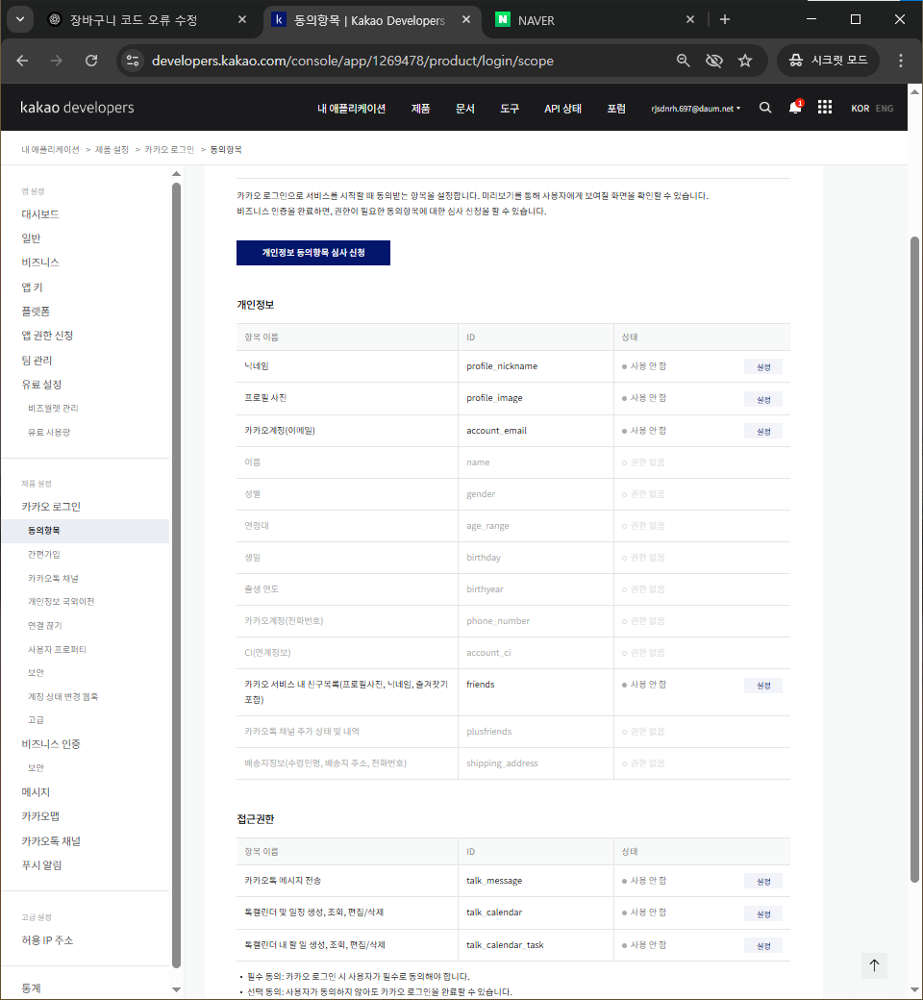 장바구니 코드 오류 수정
동의항목 | Kakao Developers
NAVER
developers.kakao.com/console/app/1269478/product/login/scope
시크릿 모드
kakao developers
내 애플리케이션
제품
문서
도구
API 상태
포럼
rjsdnrh.697@daum.net
1
KOR ENG
내 애플리케이션 > 제품 설정 > 카카오 로그인 > 동의항목
앱 설정
대시보드
일반
비즈니스
앱 키
플랫폼
앱 권한 신청
팀 관리
유료 설정
비즈월렛 관리
유료 사용량
제품 설정
카카오 로그인
동의항목
간편가입
카카오톡 채널
개인정보 국외이전
연결 끊기
사용자 프로퍼티
보안
계정 상태 변경 웹훅
고급
비즈니스 인증
보안
메시지
카카오맵
카카오톡 채널
푸시 알림
고급 설정
허용 IP 주소
통계
카카오 로그인으로 서비스를 시작할 때 동의받는 항목을 설정합니다. 미리보기를 통해 사용자에게 보여질 화면을 확인할 수 있습니다.
비즈니스 인증을 완료하면, 권한이 필요한 동의항목에 대한 심사 신청을 할 수 있습니다.
개인정보 동의항목 심사 신청
개인정보
항목 이름 ID 상태
닉네임 profile_nickname 사용 안 함 설정
프로필 사진 profile_image 사용 안 함 설정
카카오계정(이메일) account_email 사용 안 함 설정
이름 name 권한 없음
성별 gender 권한 없음
연령대 age_range 권한 없음
생일 birthday 권한 없음
출생 연도 birthyear 권한 없음
카카오계정(전화번호) phone_number 권한 없음
CI(연계정보) account_ci 권한 없음
카카오 서비스 내 친구목록(프로필사진, 닉네임, 즐겨찾기 friends 사용 안 함 설정
포함)
카카오톡 채널 추가 상태 및 내역 plusfriends 권한 없음
배송지정보(수령인명, 배송지 주소, 전화번호) shipping_address 권한 없음
접근권한
항목 이름 ID 상태
카카오톡 메시지 전송 talk_message 사용 안 함 설정
톡캘린더 및 일정 생성, 조회, 편집/삭제 talk_calendar 사용 안 함 설정
톡캘린더 내 할 일 생성, 조회, 편집/삭제 talk_calendar_task 사용 안 함 설정
• 필수 동의: 카카오 로그인 시 사용자가 필수로 동의해야 합니다.
• 선택 동의: 사용자가 동의하지 않아도 카카오 로그인을 완료할 수 있습니다.